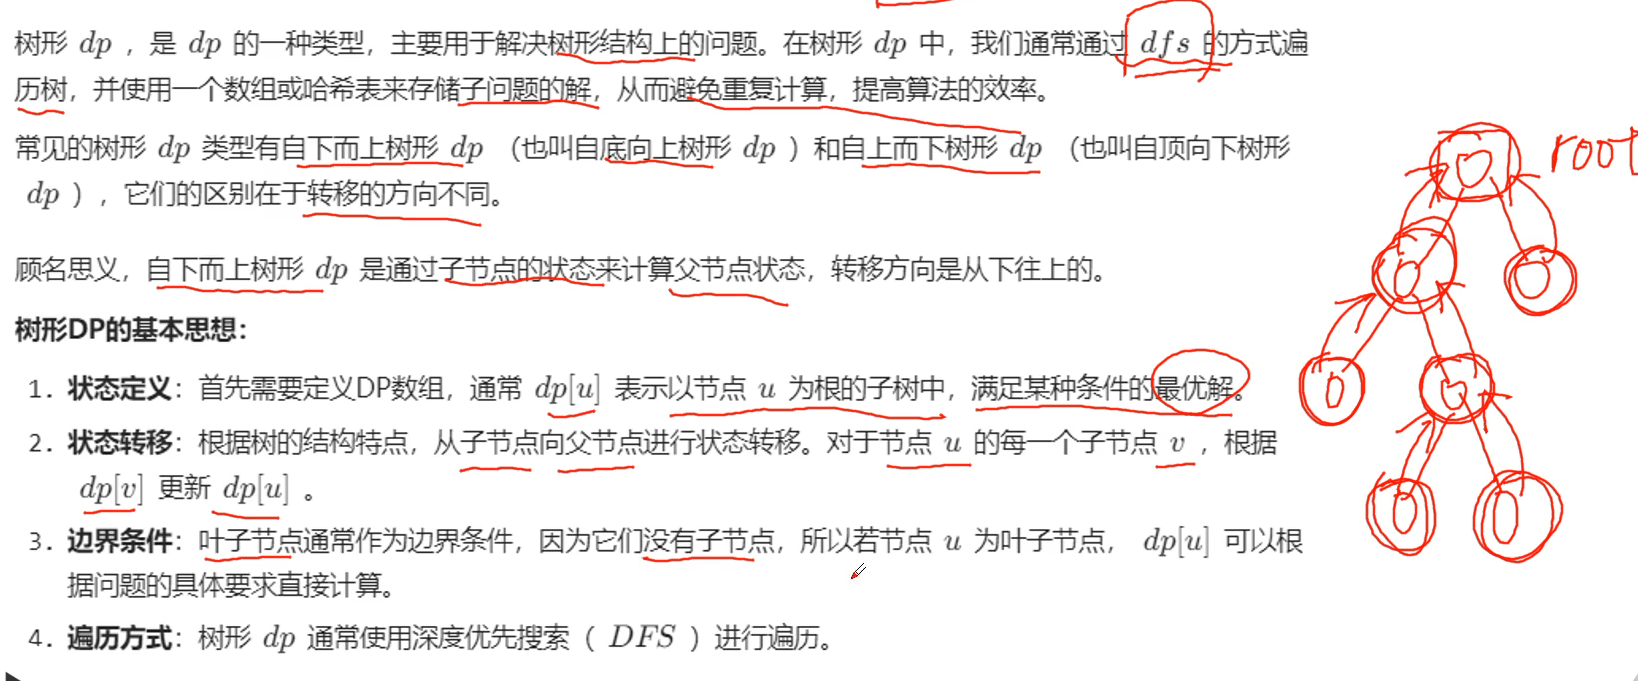 树形 dp ，是 dp 的一种类型，主要用于解决树形结构上的问题。在树形 dp 中，我们通常通过 dfs 的方式遍
历树，并使用一个数组或哈希表来存储子问题的解，从而避免重复计算，提高算法的效率。
常见的树形 dp 类型有自下而上树形 dp （也叫自底向上树形 dp ）和自上而下树形 dp （也叫自顶向下树形
dp ），它们的区别在于转移的方向不同。
root
顾名思义，自下而上树形 dp 是通过子节点的状态来计算父节点状态，转移方向是从下往上的。
树形DP的基本思想：
1. 状态定义：首先需要定义DP数组，通常 dp[u] 表示以节点 u 为根的子树中，满足某种条件的最优解。
2. 状态转移：根据树的结构特点，从子节点向父节点进行状态转移。对于节点 u 的每一个子节点 v ，根据
dp[v] 更新 dp[u] 。
3. 边界条件：叶子节点通常作为边界条件，因为它们没有子节点，所以若节点 u 为叶子节点， dp[u] 可以根
据问题的具体要求直接计算。
4. 遍历方式：树形 dp 通常使用深度优先搜索（ DFS ）进行遍历。